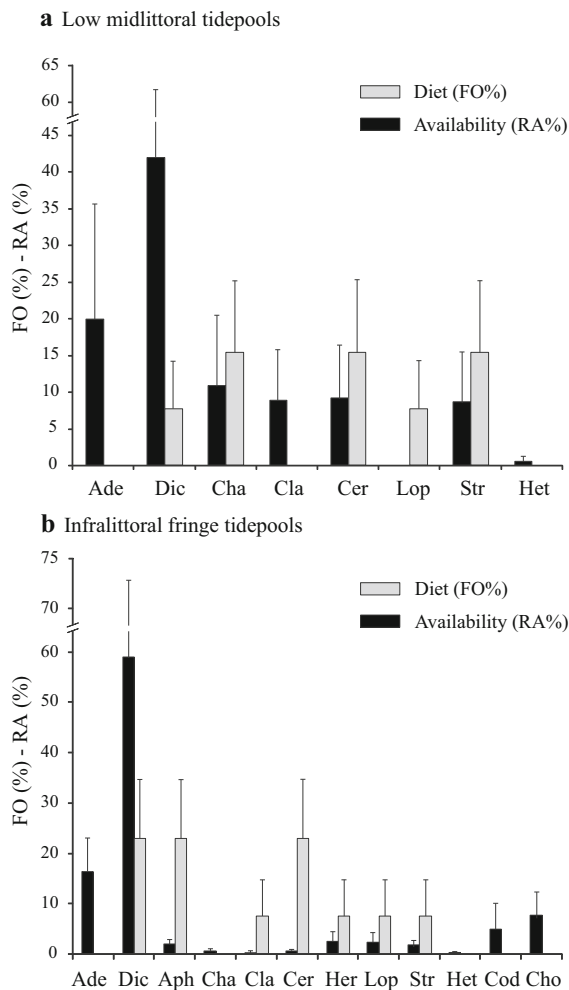 a Low midlittoral tidepools
65
60
45
40
35
30
25
20
15
10
5
0
FO (%) - RA (%)
Diet (FO%)
Availability (RA%)
Ade Dic Cha Cla Cer Lop Str Het
b Infralittoral fringe tidepools
75
70
60
50
40
30
20
10
0
FO (%) - RA (%)
Diet (FO%)
Availability (RA%)
Ade Dic Aph Cha Cla Cer Her Lop Str Het Cod Cho